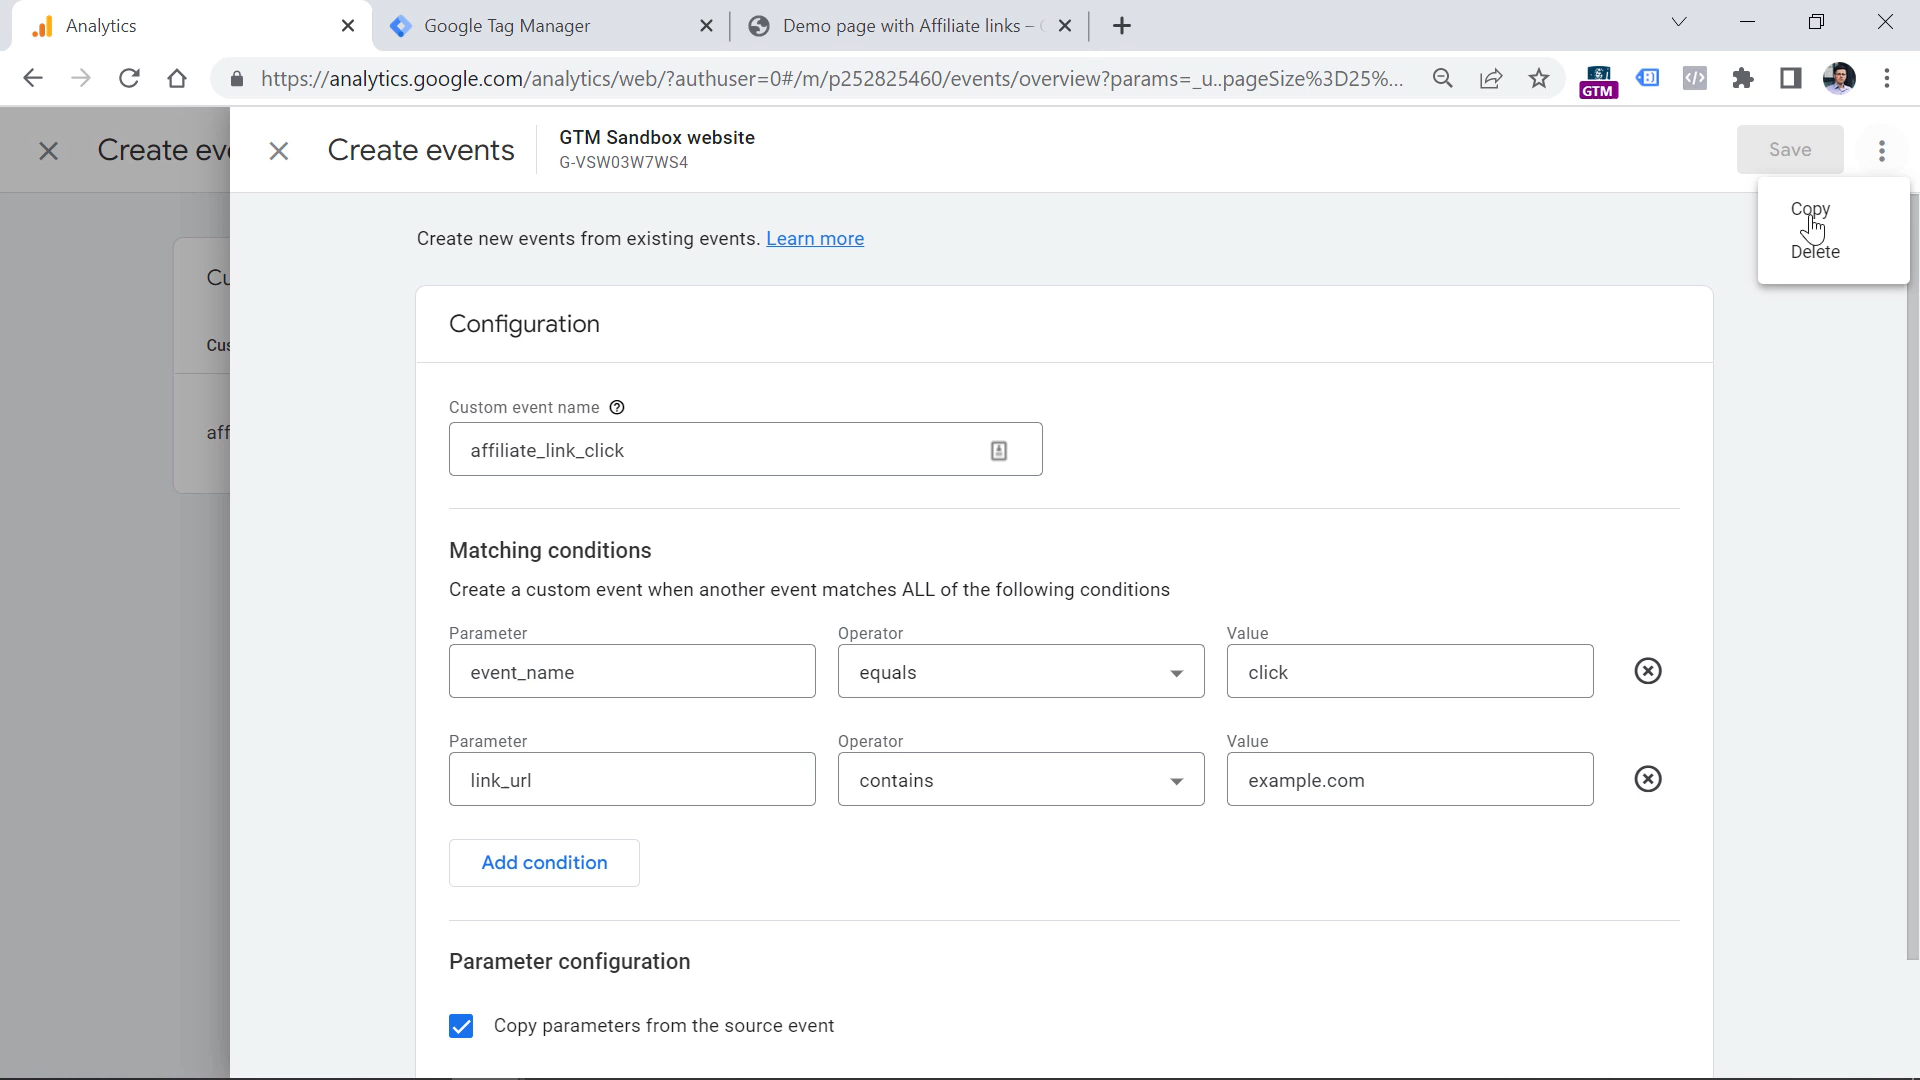 Analytics
Google Tag Manager
Demo page with Affiliate links –
https://analytics.google.com/analytics/web/?authuser=0#/m/p252825460/events/overview?params=_u..pageSize%3D25%...
GTM
Create eve
Create events
GTM Sandbox website
G-VSW03W7WS4
Save
Copy
Delete
Create new events from existing events. Learn more
Cu
Configuration
Cus
Custom event name
aff
affiliate_link_click
Matching conditions
Create a custom event when another event matches ALL of the following conditions
Parameter Operator Value
event_name equals click
Parameter Operator Value
link_url contains example.com
Add condition
Parameter configuration
Copy parameters from the source event